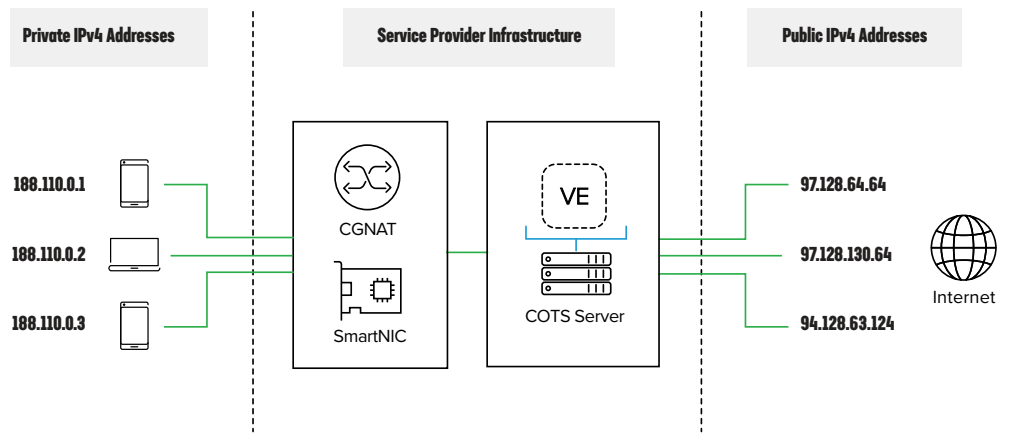 Private IPv4 Addresses
Service Provider Infrastructure
Public IPv4 Addresses
188.110.0.1
188.110.0.2
188.110.0.3
CGNAT
SmartNIC
VE
COTS Server
97.128.64.64
97.128.130.64
94.128.63.124
Internet